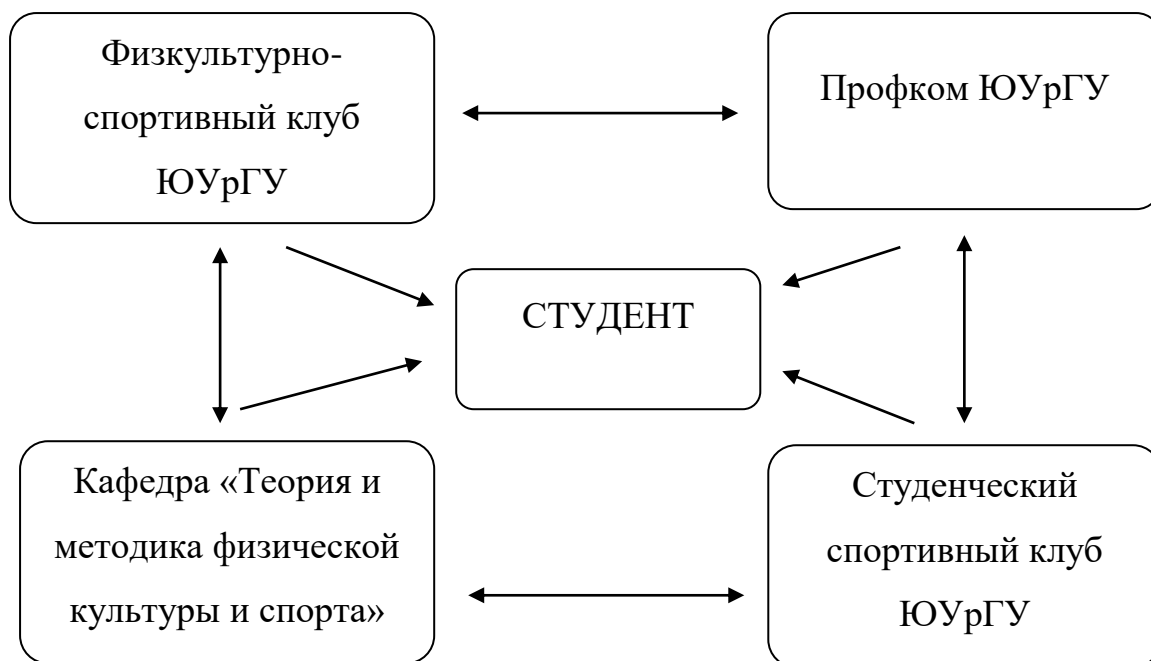 Физкультурно-
спортивный клуб
ЮУрГУ
Профком ЮУрГУ
СТУДЕНТ
Кафедра «Теория и
методика физической
культуры и спорта»
Студенческий
спортивный клуб
ЮУрГУ